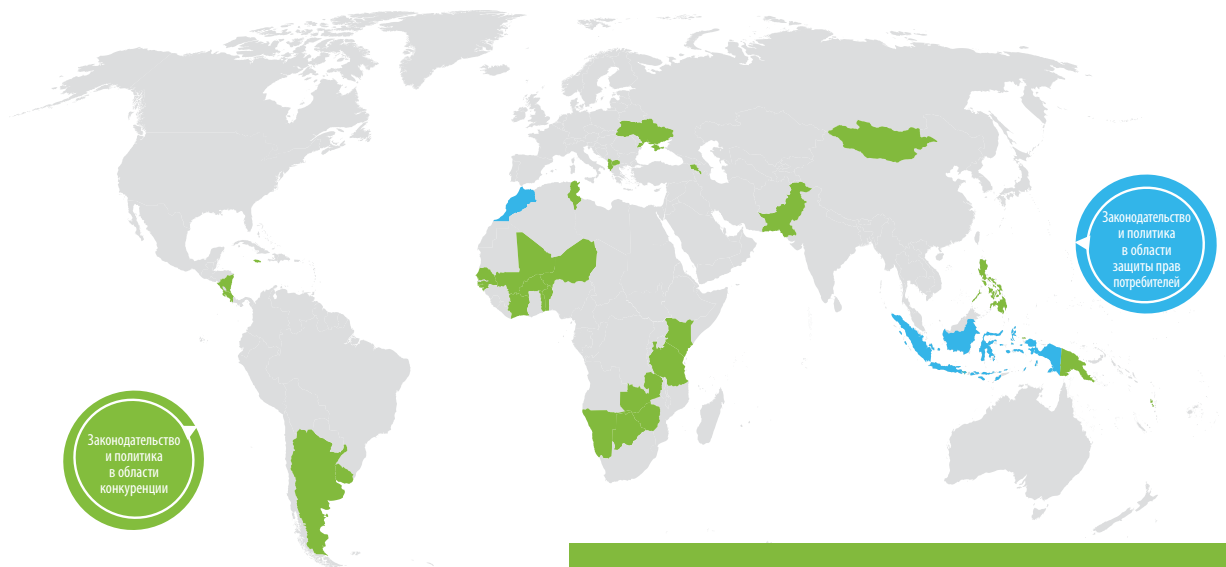 Законодательство
и политика
в области
защиты прав
потребителей
Законодательство
и политика
в области
конкуренции